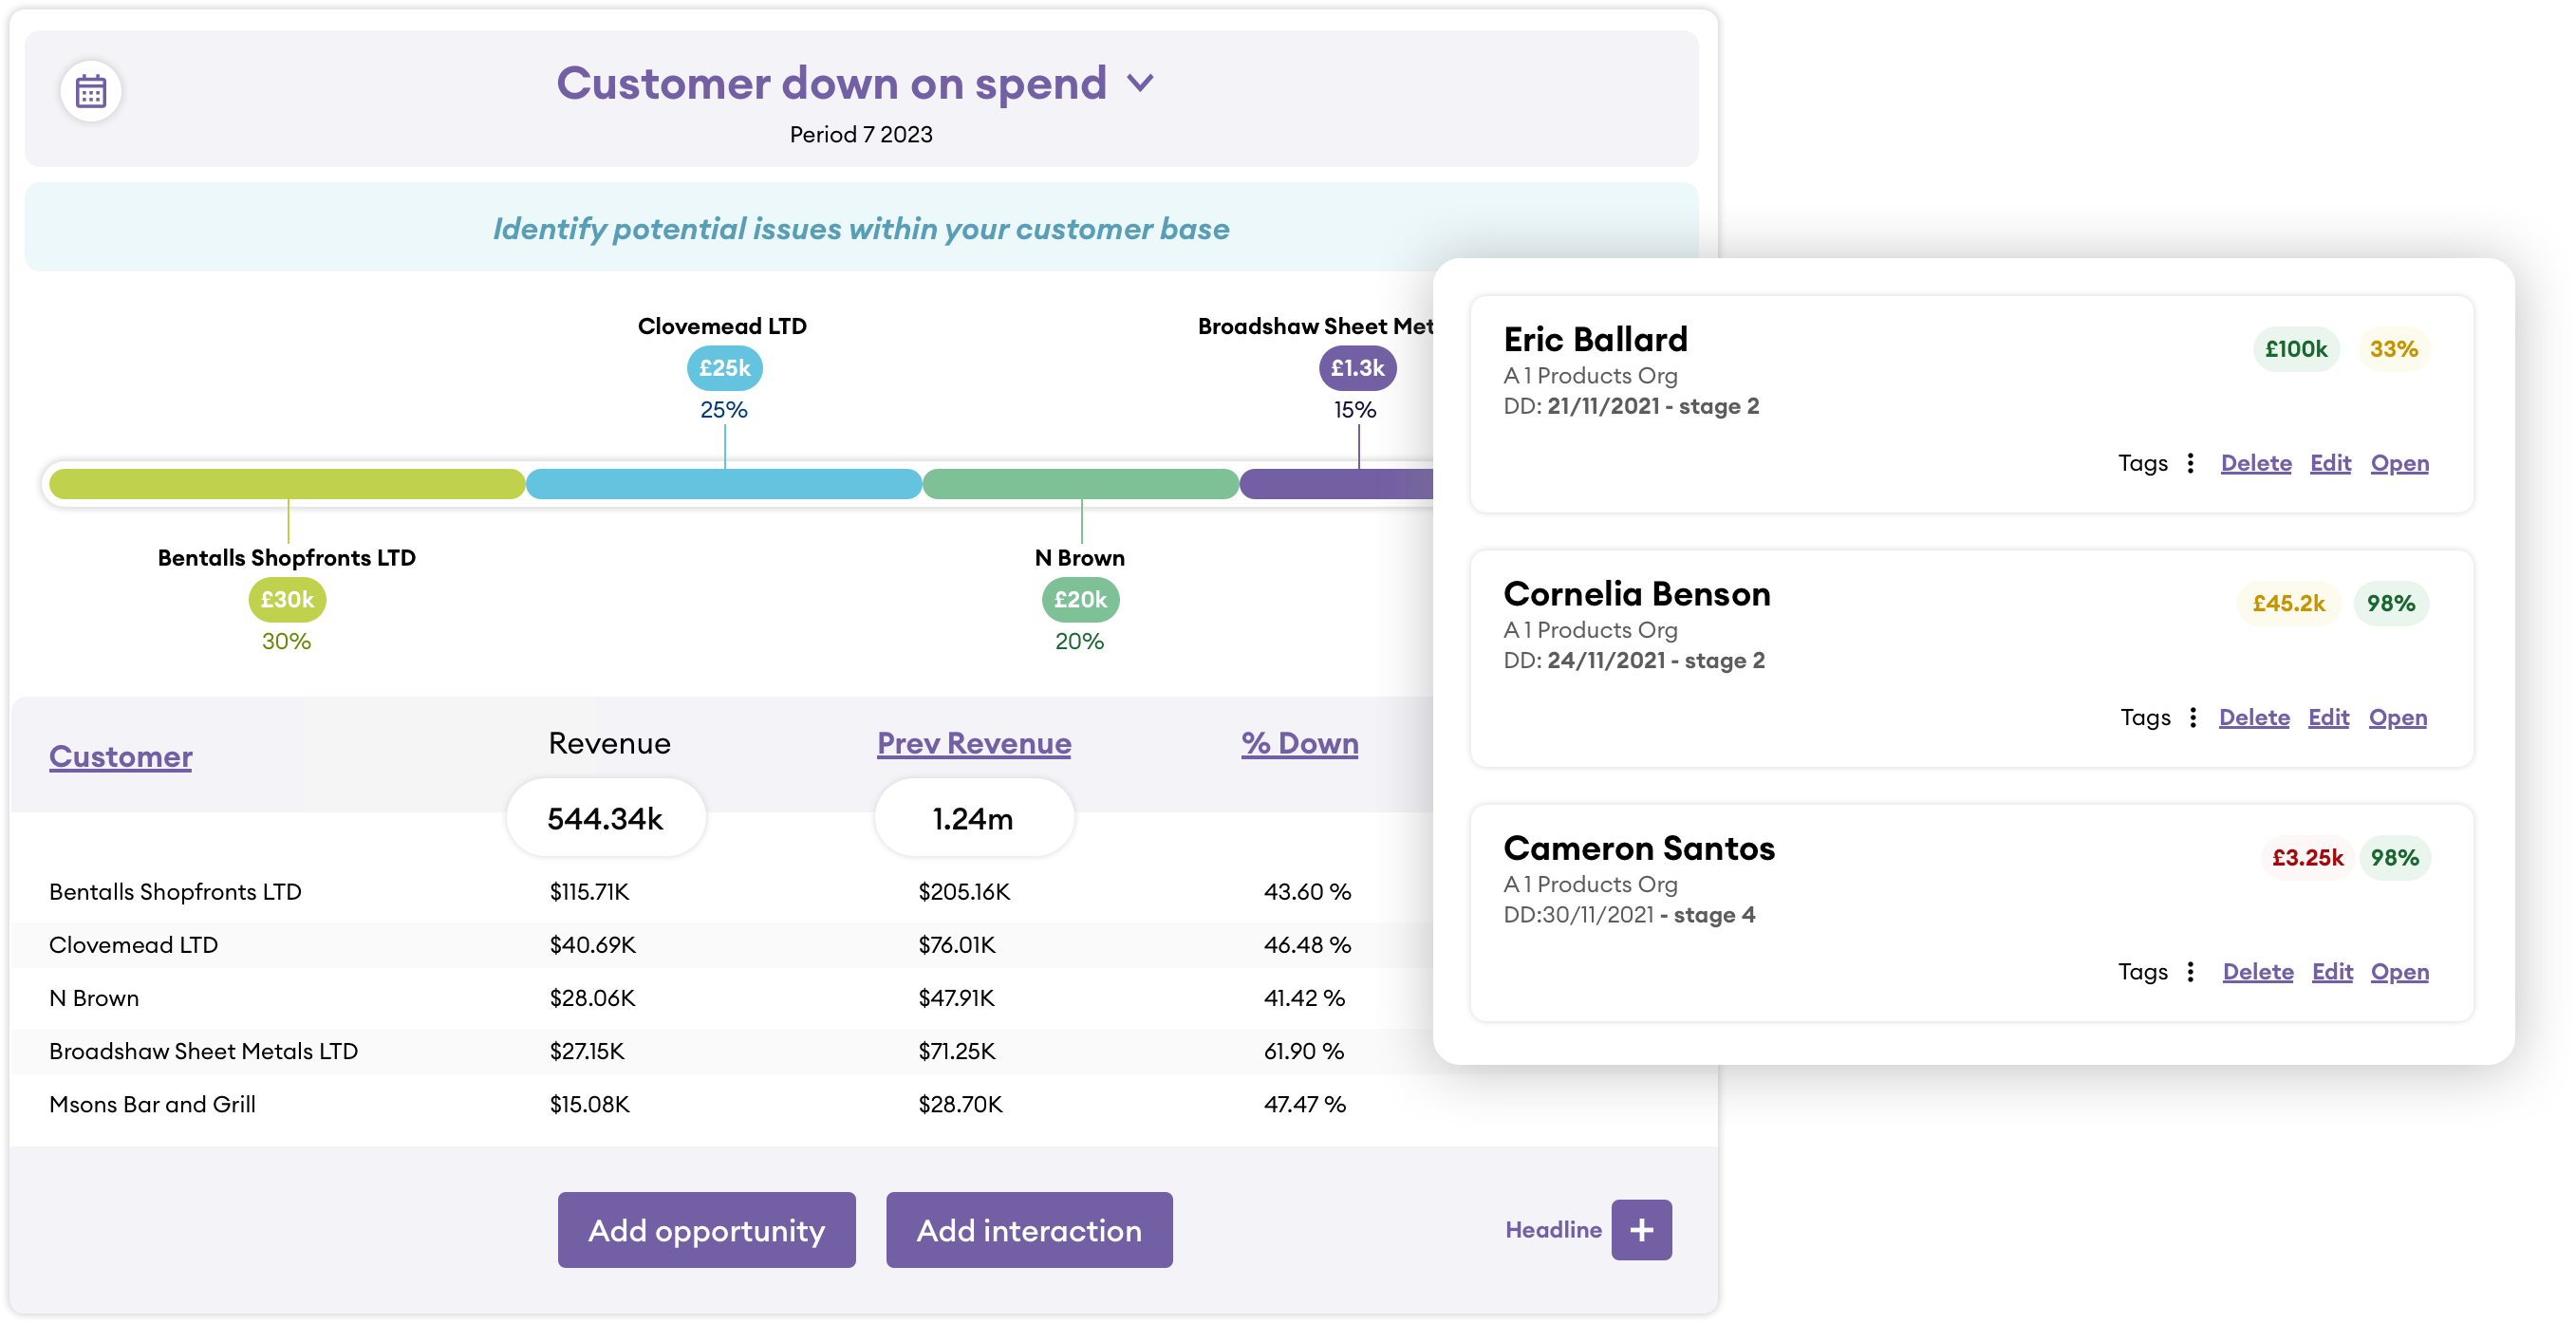 Customer down on spend
Period 7 2023
Identify potential issues within your customer base
Clovemead LTD
£25k
25%
Broadshaw Sheet Met
£1.3k
15%
Bentalls Shopfronts LTD
£30k
30%
N Brown
£20k
20%
Customer Revenue Prev Revenue % Down
544.34k 1.24m
Bentalls Shopfronts LTD $115.71K $205.16K 43.60 %
Clovemead LTD $40.69K $76.01K 46.48 %
N Brown $28.06K $47.91K 41.42 %
Broadshaw Sheet Metals LTD $27.15K $71.25K 61.90 %
Msons Bar and Grill $15.08K $28.70K 47.47 %
Add opportunity Add interaction Headline +
Eric Ballard £100k 33%
A 1 Products Org
DD: 21/11/2021 - stage 2
Tags Delete Edit Open
Cornelia Benson £45.2k 98%
A 1 Products Org
DD: 24/11/2021 - stage 2
Tags Delete Edit Open
Cameron Santos £3.25k 98%
A 1 Products Org
DD:30/11/2021 - stage 4
Tags Delete Edit Open